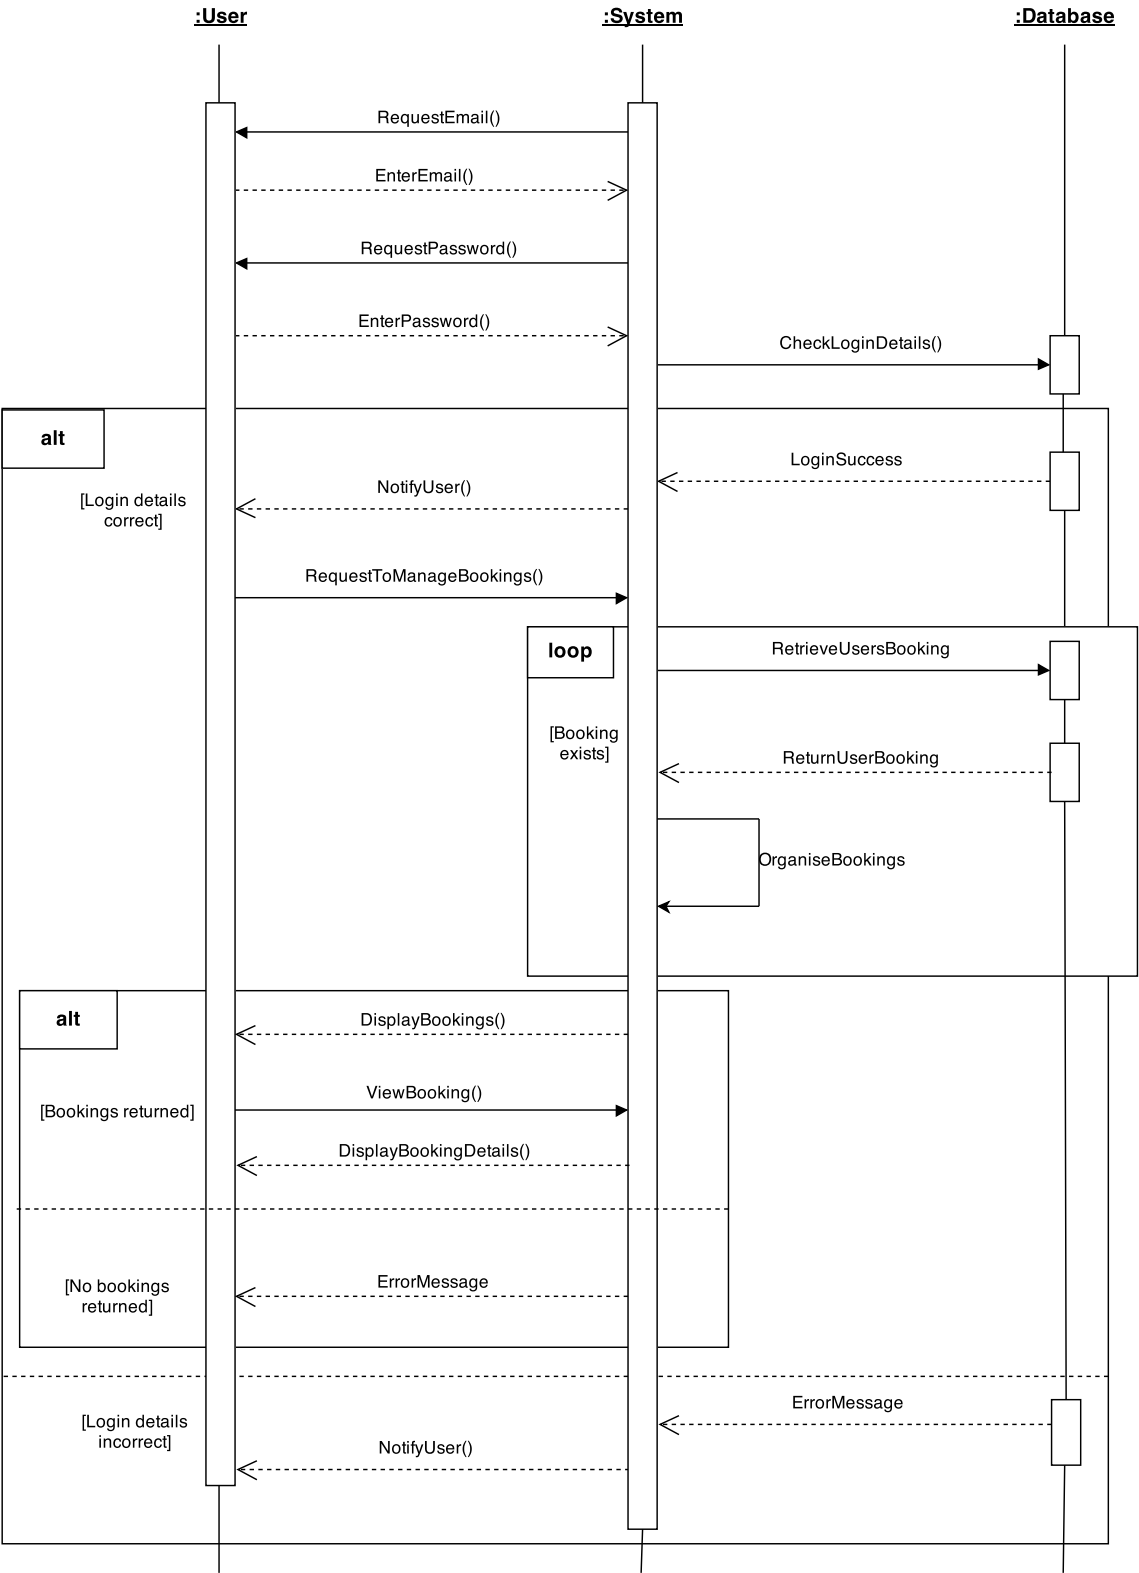 :User
:System
:Database
RequestEmail()
EnterEmail()
RequestPassword()
EnterPassword()
CheckLoginDetails()
alt
LoginSuccess
NotifyUser()
[Login details
correct]
RequestToManageBookings()
loop
RetrieveUsersBooking
[Booking
exists]
ReturnUserBooking
OrganiseBookings
alt
DisplayBookings()
ViewBooking()
[Bookings returned]
DisplayBookingDetails()
[No bookings
returned]
ErrorMessage
ErrorMessage
[Login details
incorrect]
NotifyUser()